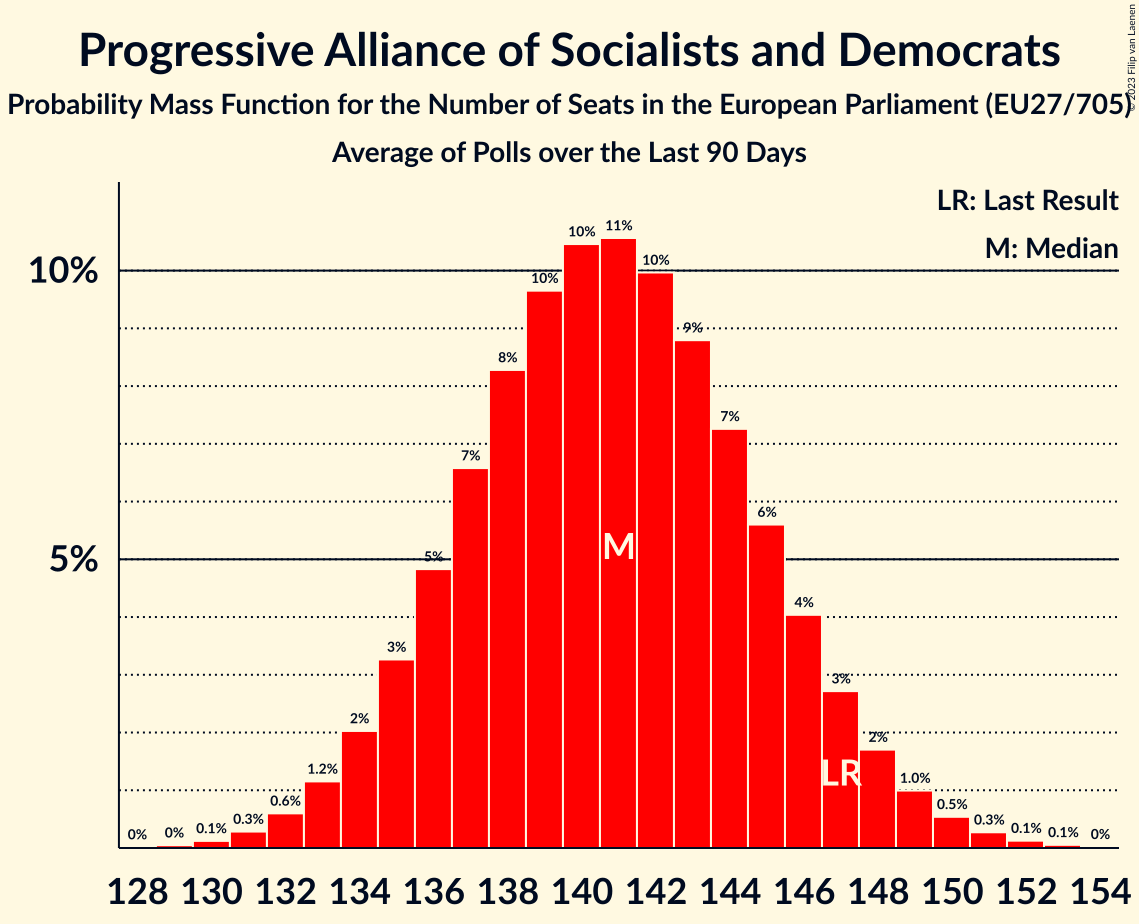 Progressive Alliance of Socialists and Democrats
Probability Mass Function for the Number of Seats in the European Parliament (EU27/705)
Average of Polls over the Last 90 Days
© 2023 Filip van Laenen
LR: Last Result
M: Median
10%
5%
0% 0% 0.1% 0.3% 0.6% 1.2% 2% 3% 5% 7% 8% 10% 10% 11% 10% 9% 7% 6% 4% 3% 2% 1.0% 0.5% 0.3% 0.1% 0.1% 0%
M
LR
128 130 132 134 136 138 140 142 144 146 148 150 152 154